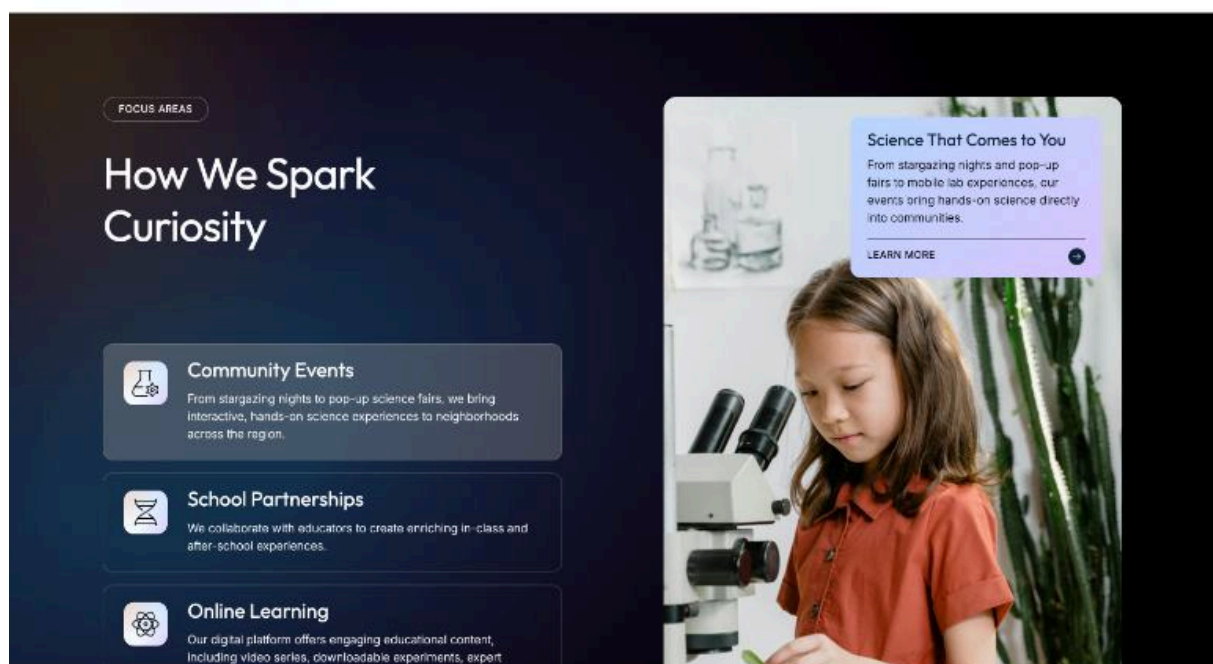 FOCUS AREAS
How We Spark
Curiosity
Community Events
From stargazing nights to pop-up science fairs, we bring
interactive, hands-on science experiences to neighborhoods
across the region.
School Partnerships
We collaborate with educators to create enriching in-class and
after-school experiences.
Online Learning
Our digital platform offers engaging educational content,
including video series, downloadable experiments, expert
Science That Comes to You
From stargazing nights and pop-up
fairs to mobile lab experiences, our
events bring hands-on science directly
into communities.
LEARN MORE